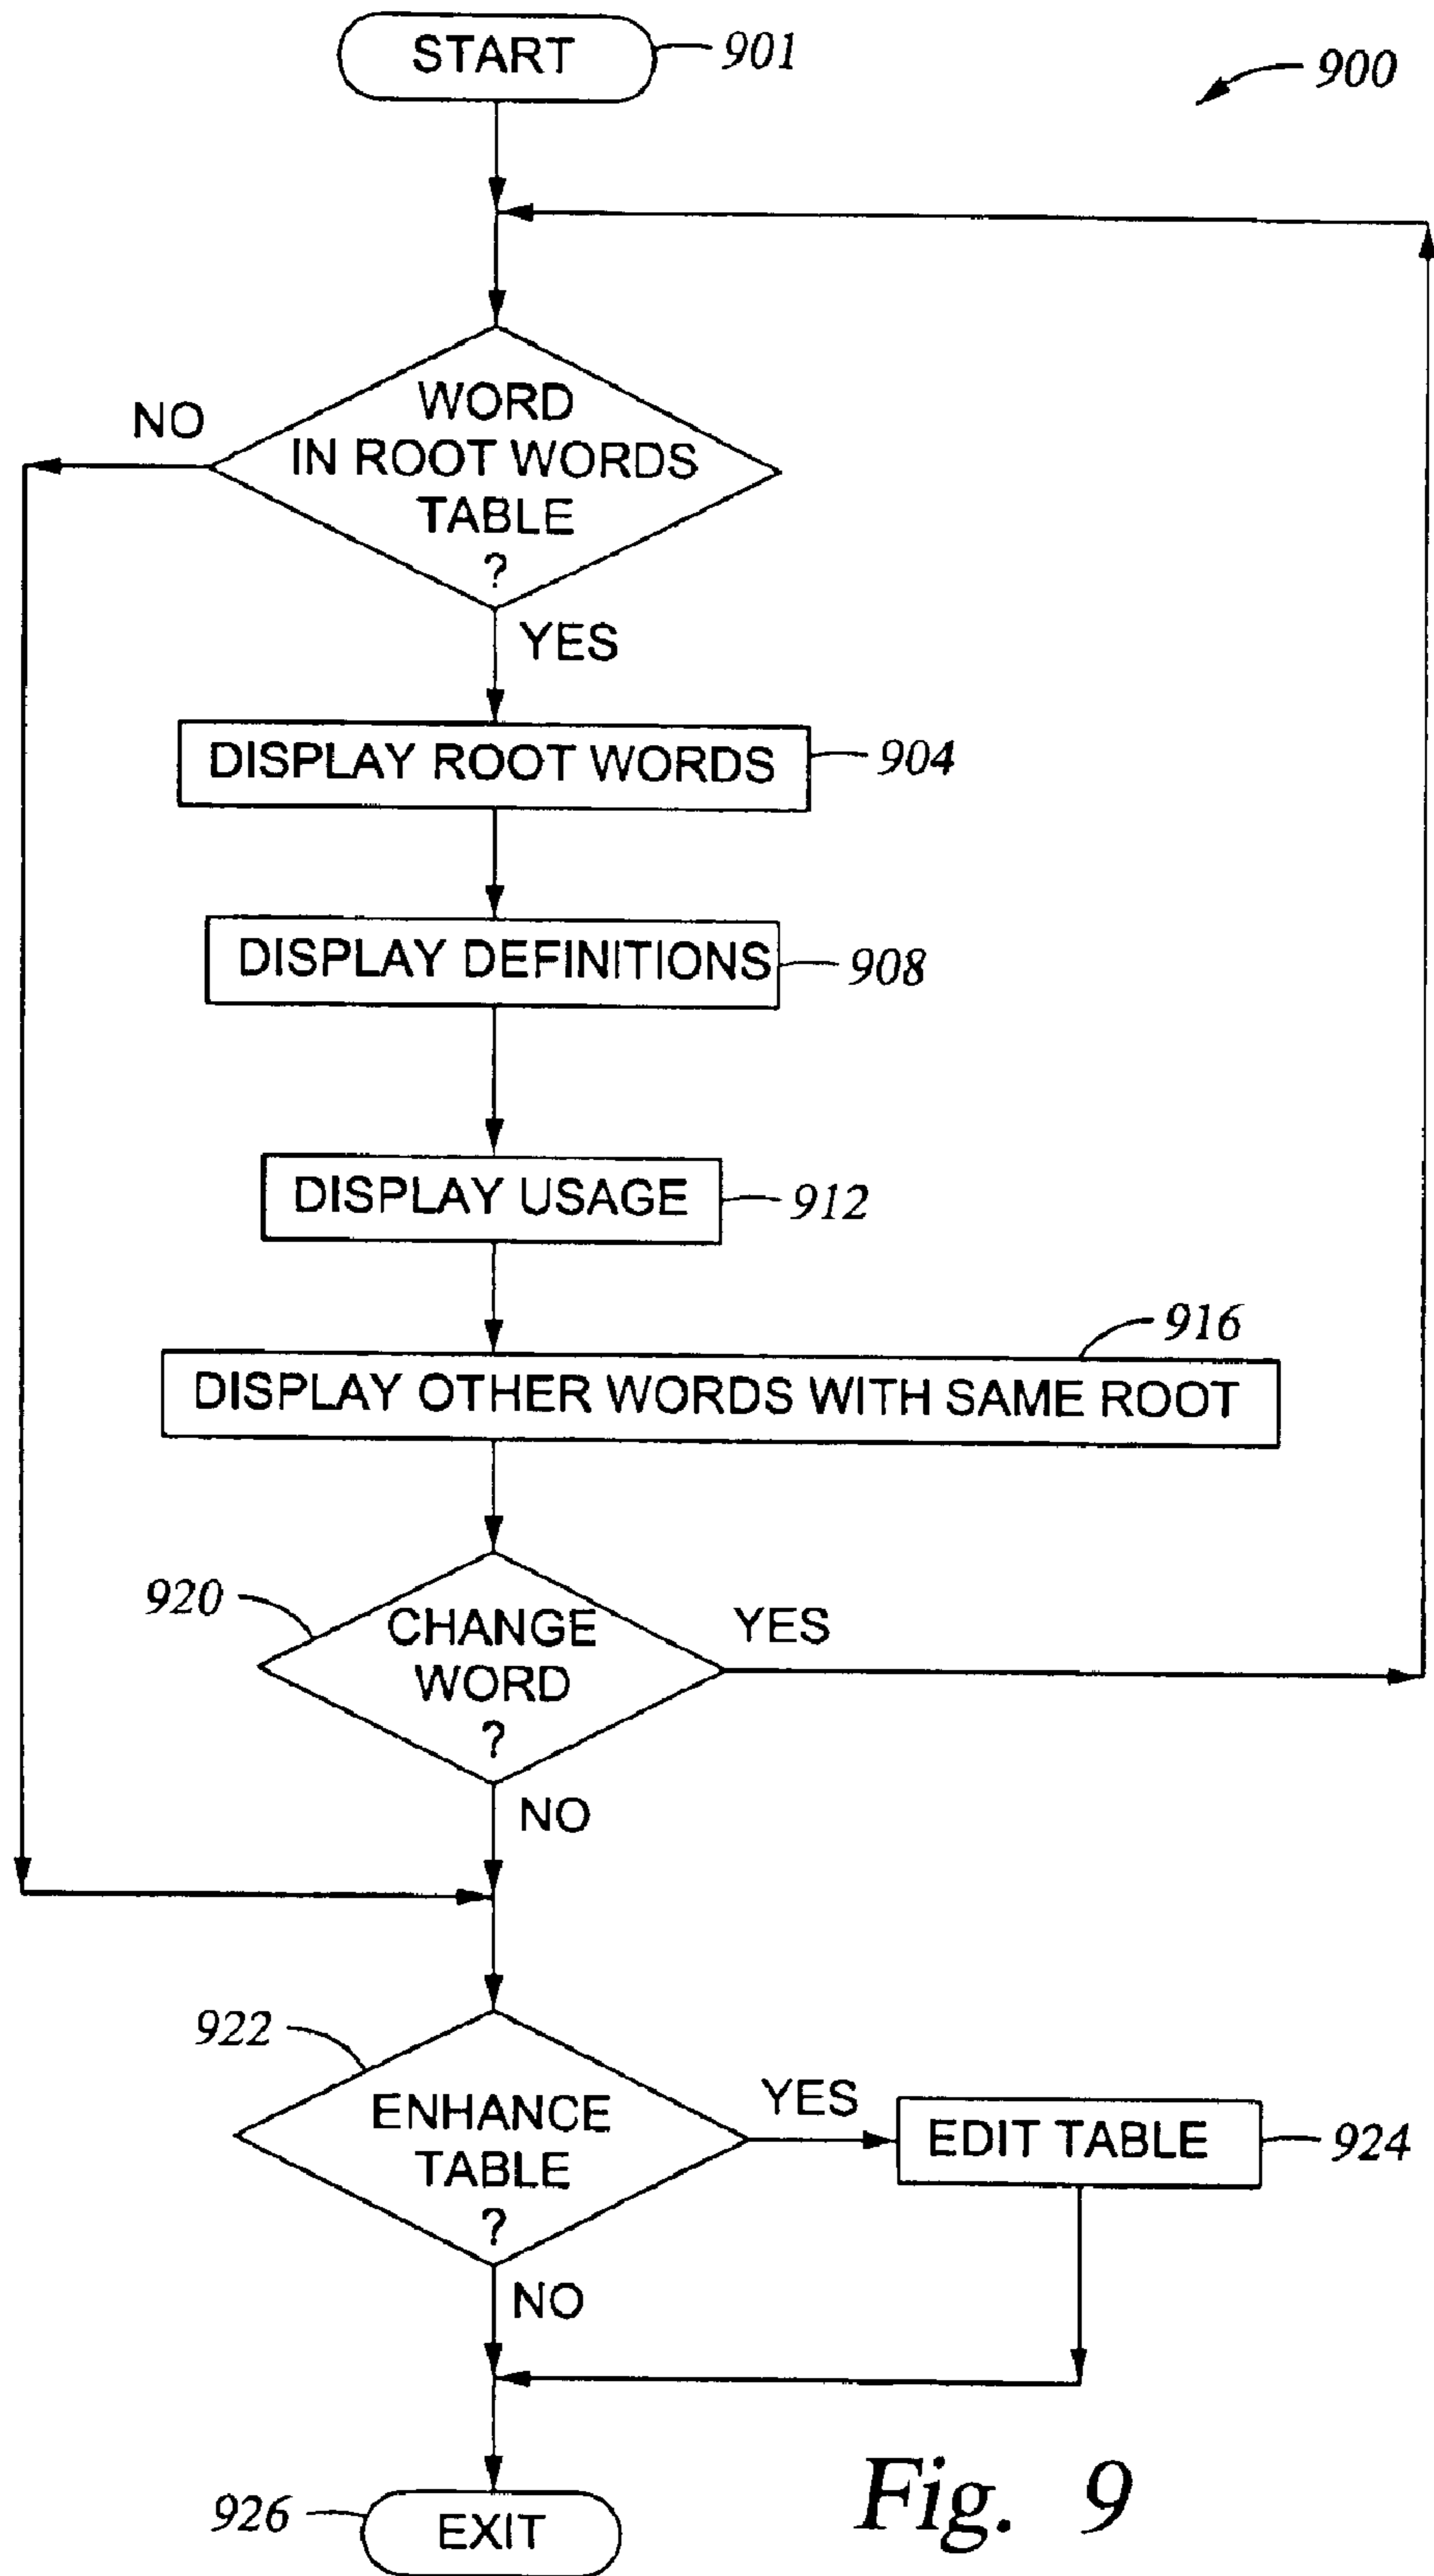 START
901
900
WORD
IN ROOT WORDS
TABLE
?
NO
YES
DISPLAY ROOT WORDS
904
DISPLAY DEFINITIONS
908
DISPLAY USAGE
912
916
DISPLAY OTHER WORDS WITH SAME ROOT
920
CHANGE
WORD
?
YES
NO
922
ENHANCE
TABLE
?
YES
EDIT TABLE
924
NO
926
EXIT
Fig. 9